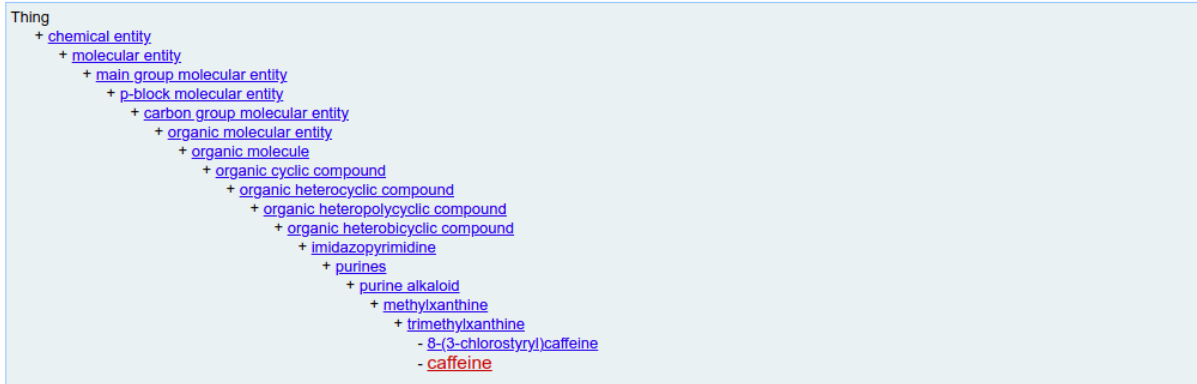 Thing
+ chemical entity
+ molecular entity
+ main group molecular entity
+ p-block molecular entity
+ carbon group molecular entity
+ organic molecular entity
+ organic molecule
+ organic cyclic compound
+ organic heterocyclic compound
+ organic heteropolycyclic compound
+ organic heterobicyclic compound
+ imidazopyrimidine
+ purines
+ purine alkaloid
+ methylxanthine
+ trimethylxanthine
- 8-(3-chlorostyryl)caffeine
- caffeine